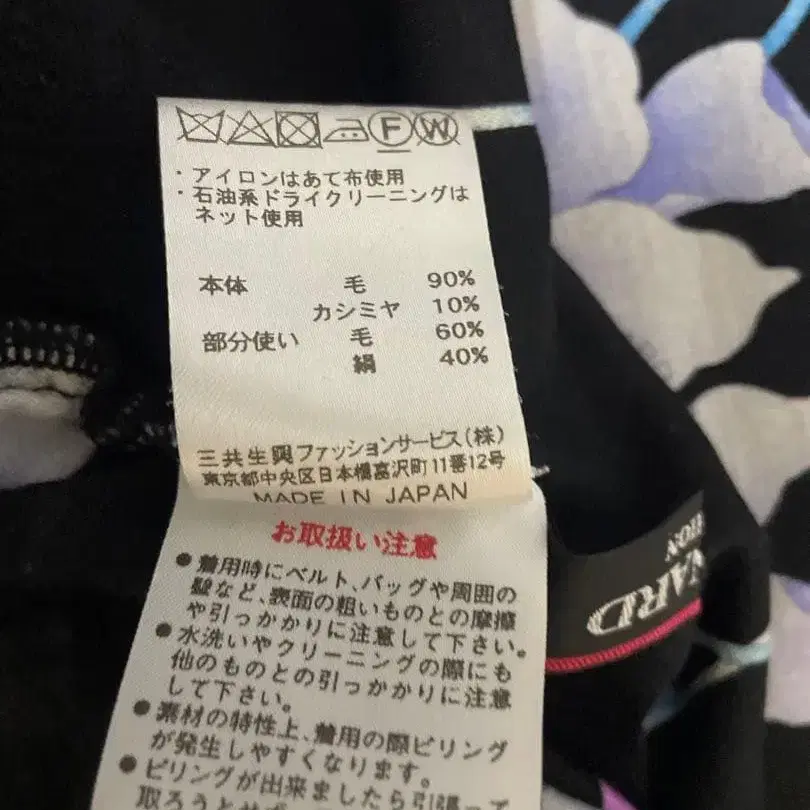 F W
・アイロンはあて布使用
・石油系ドライクリーニングは
ネット使用
本体 毛 90%
カシミヤ 10%
部分使い 毛 60%
絹 40%
三共生興ファッションサービス(株)
東京都中央区日本橋富沢町11番12号
MADE IN JAPAN
お取扱い注意
●着用時にベルト、バッグや周囲の
壁など、表面の粗いものとの摩擦
や引っかかりに注意して下さい。
●水洗いやクリーニングの際にも
他のものとの引っかかりに注意
して下さい。
●素材の特性上、着用の際ピリング
が発生しやすくなります。
●ピリングが出来ましたら引張って
取ろうとせず